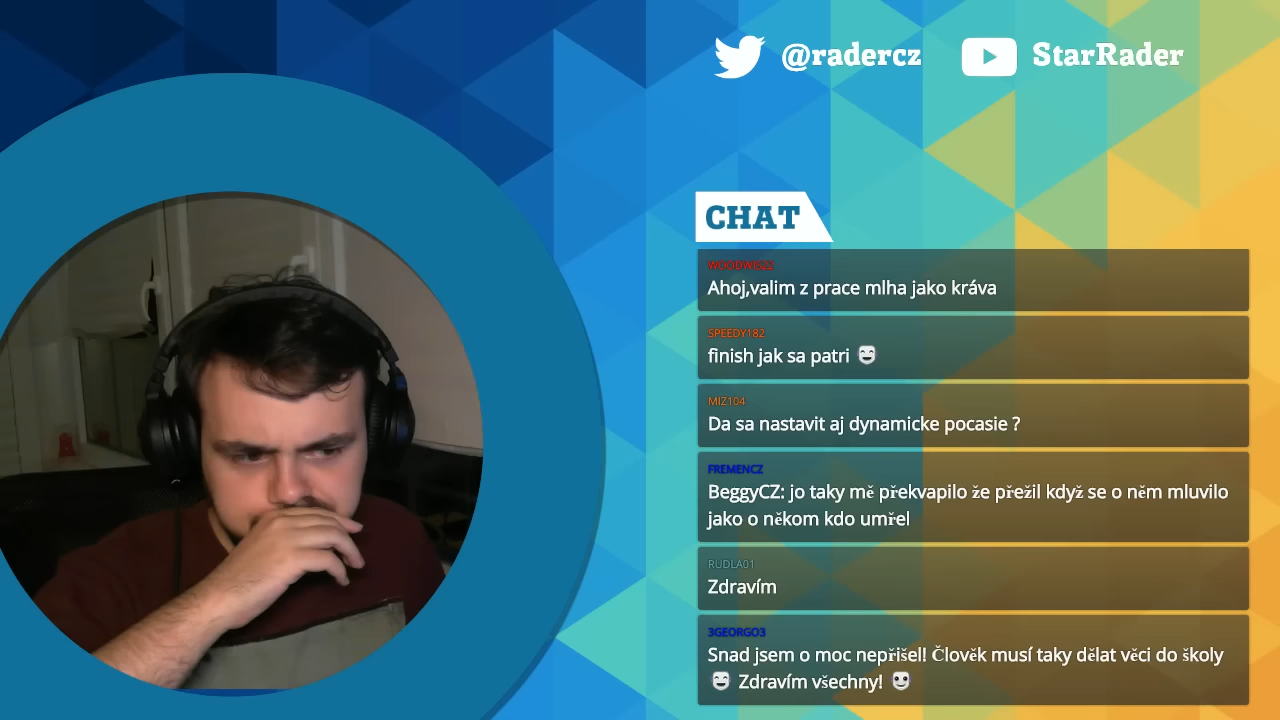 @radercz StarRader
CHAT
WOODWISZZ
Ahoj,valim z prace mlha jako kráva
SPEEDY182
finish jak sa patri
MIZ104
Da sa nastavit aj dynamicke pocasie ?
FREMENCZ
BeggyCZ: jo taky mě překvapilo že přežil když se o něm mluvilo
jako o někom kdo umřel
RUDLA01
Zdravím
3GEORGO3
Snad jsem o moc nepřišel! Člověk musí taky dělat věci do školy
Zdravím všechny!